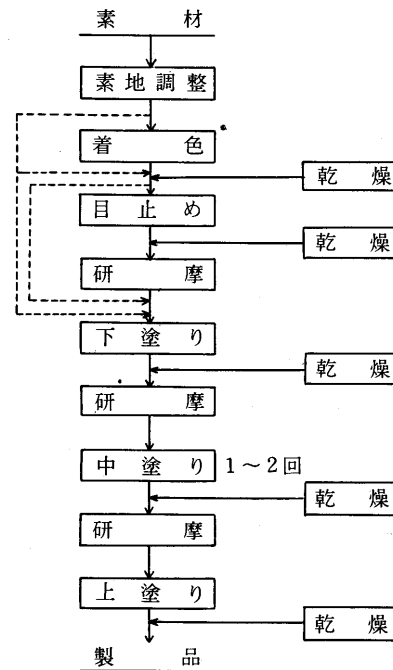 素材
素地調整
着色
乾燥
目止め
乾燥
研摩
下塗り
乾燥
研摩
中塗り 1～2回
乾燥
研摩
上塗り
乾燥
製品